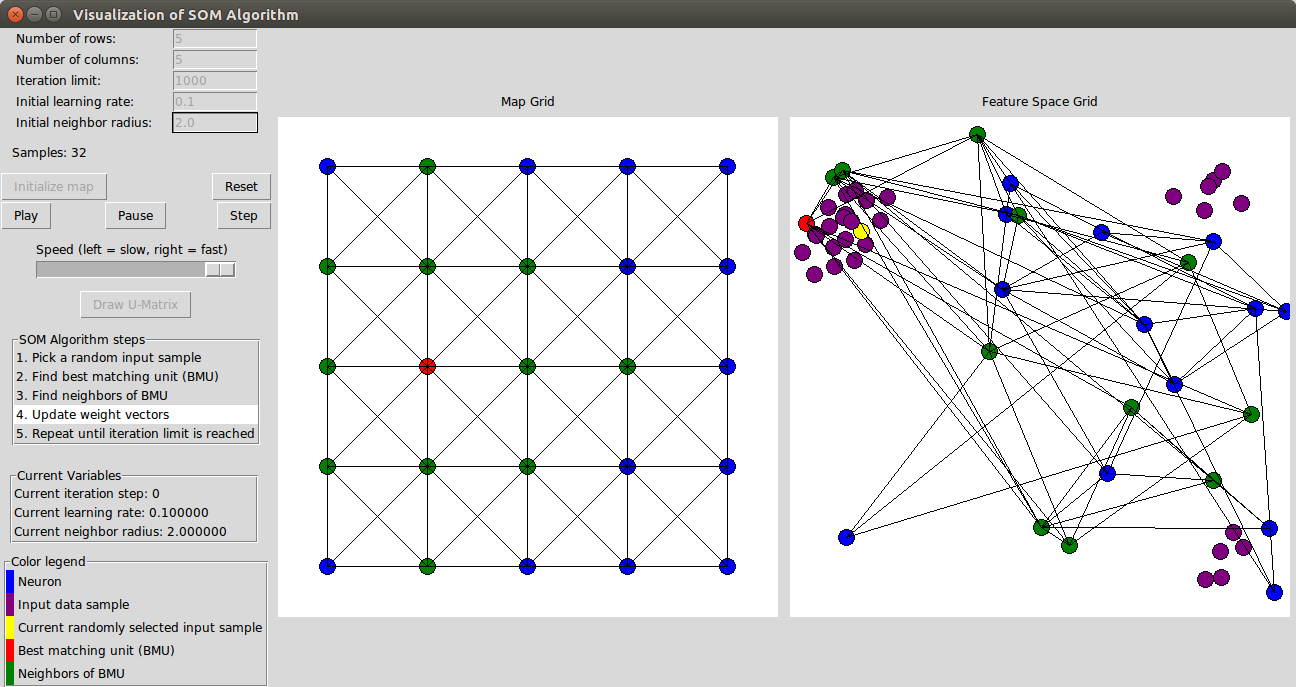 Visualization of SOM Algorithm
Number of rows: 5
Number of columns: 5
Iteration limit: 1000
Initial learning rate: 0.1
Initial neighbor radius: 2.0
Samples: 32
Initialize map Reset
Play Pause Step
Speed (left = slow, right = fast)
Draw U-Matrix
SOM Algorithm steps
1. Pick a random input sample
2. Find best matching unit (BMU)
3. Find neighbors of BMU
4. Update weight vectors
5. Repeat until iteration limit is reached
Current Variables
Current iteration step: 0
Current learning rate: 0.100000
Current neighbor radius: 2.000000
Color legend
Neuron
Input data sample
Current randomly selected input sample
Best matching unit (BMU)
Neighbors of BMU
Map Grid
Feature Space Grid